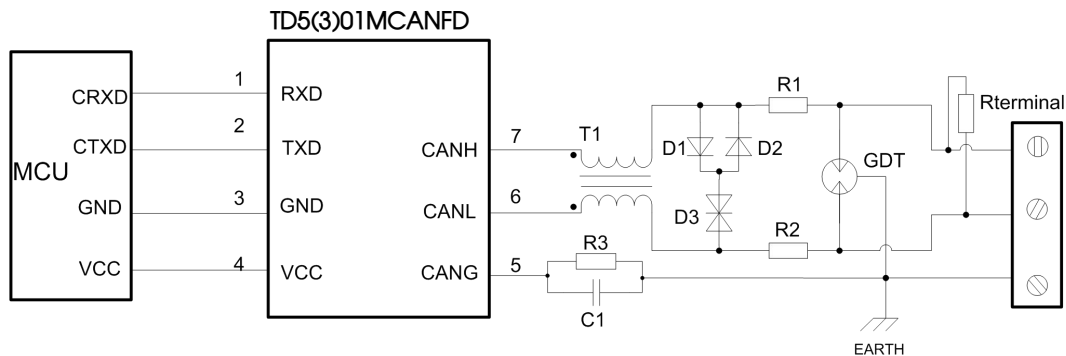 TD5(3)01MCANFD
MCU
CRXD
CTXD
GND
VCC
1
2
3
4
RXD
TXD
GND
VCC
CANH
CANL
CANG
7
6
5
T1
D1
D2
D3
R1
R2
R3
C1
GDT
Rterminal
EARTH